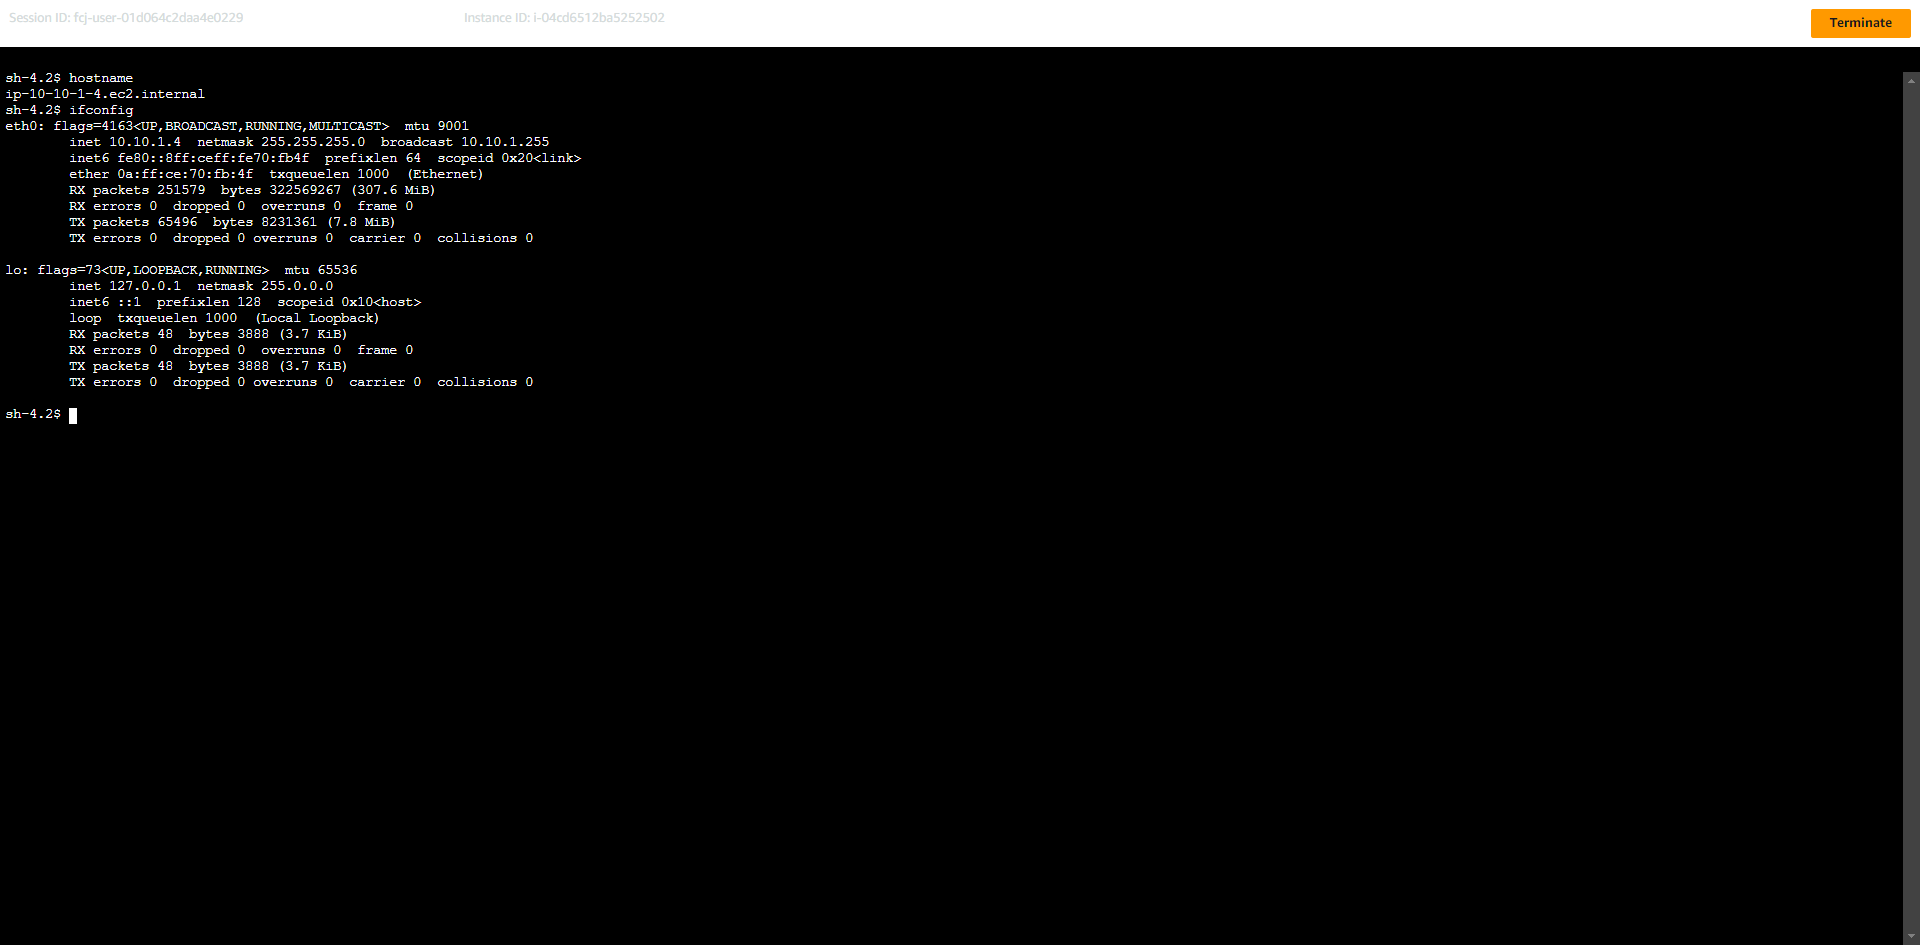 Session ID: fcj-user-01d064c2daa4e0229
Instance ID: i-04cd6512ba5252502
Terminate
sh-4.2$ hostname
ip-10-10-1-4.ec2.internal
sh-4.2$ ifconfig
eth0: flags=4163<UP,BROADCAST,RUNNING,MULTICAST>  mtu 9001
        inet 10.10.1.4  netmask 255.255.255.0  broadcast 10.10.1.255
        inet6 fe80::8ff:ceff:fe70:fb4f  prefixlen 64  scopeid 0x20<link>
        ether 0a:ff:ce:70:fb:4f  txqueuelen 1000  (Ethernet)
        RX packets 251579  bytes 322569267 (307.6 MiB)
        RX errors 0  dropped 0  overruns 0  frame 0
        TX packets 65496  bytes 8231361 (7.8 MiB)
        TX errors 0  dropped 0 overruns 0  carrier 0  collisions 0
lo: flags=73<UP,LOOPBACK,RUNNING>  mtu 65536
        inet 127.0.0.1  netmask 255.0.0.0
        inet6 ::1  prefixlen 128  scopeid 0x10<host>
        loop  txqueuelen 1000  (Local Loopback)
        RX packets 48  bytes 3888 (3.7 KiB)
        RX errors 0  dropped 0  overruns 0  frame 0
        TX packets 48  bytes 3888 (3.7 KiB)
        TX errors 0  dropped 0 overruns 0  carrier 0  collisions 0
sh-4.2$